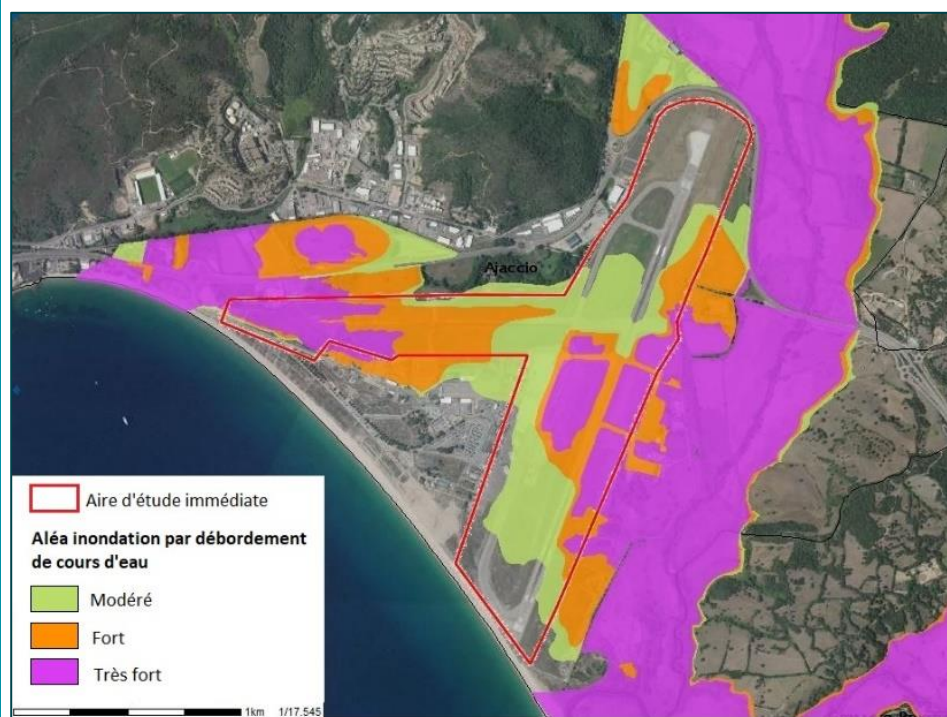 Ajaccio
Aire d'étude immédiate
Aléa inondation par débordement
de cours d'eau
Modéré
Fort
Très fort
1km 1/17.545